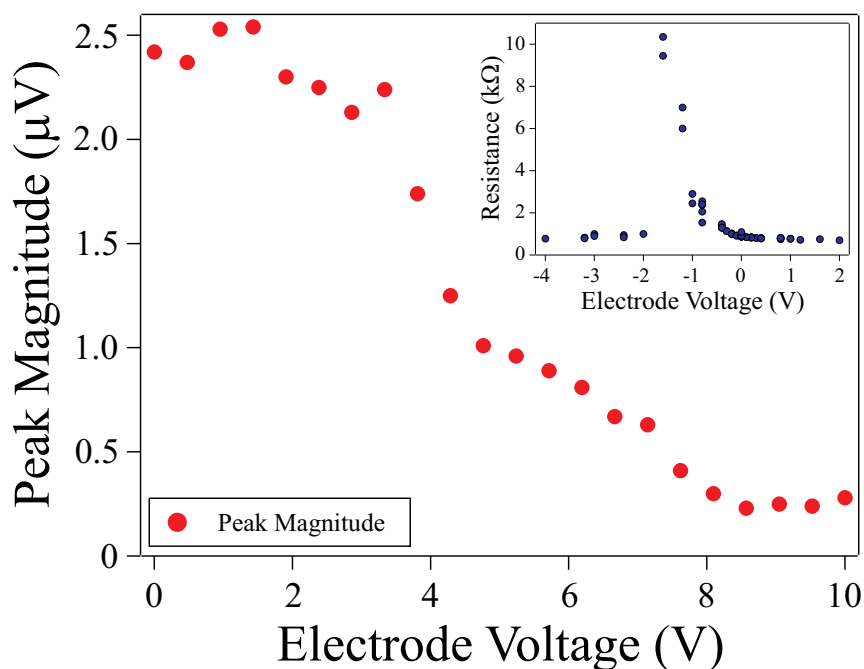 Peak Magnitude (μV)
2.5
2.0
1.5
1.0
0.5
0
0 2 4 6 8 10
Electrode Voltage (V)
Peak Magnitude
Resistance (kΩ)
10
8
6
4
2
0
-4 -3 -2 -1 0 1 2
Electrode Voltage (V)